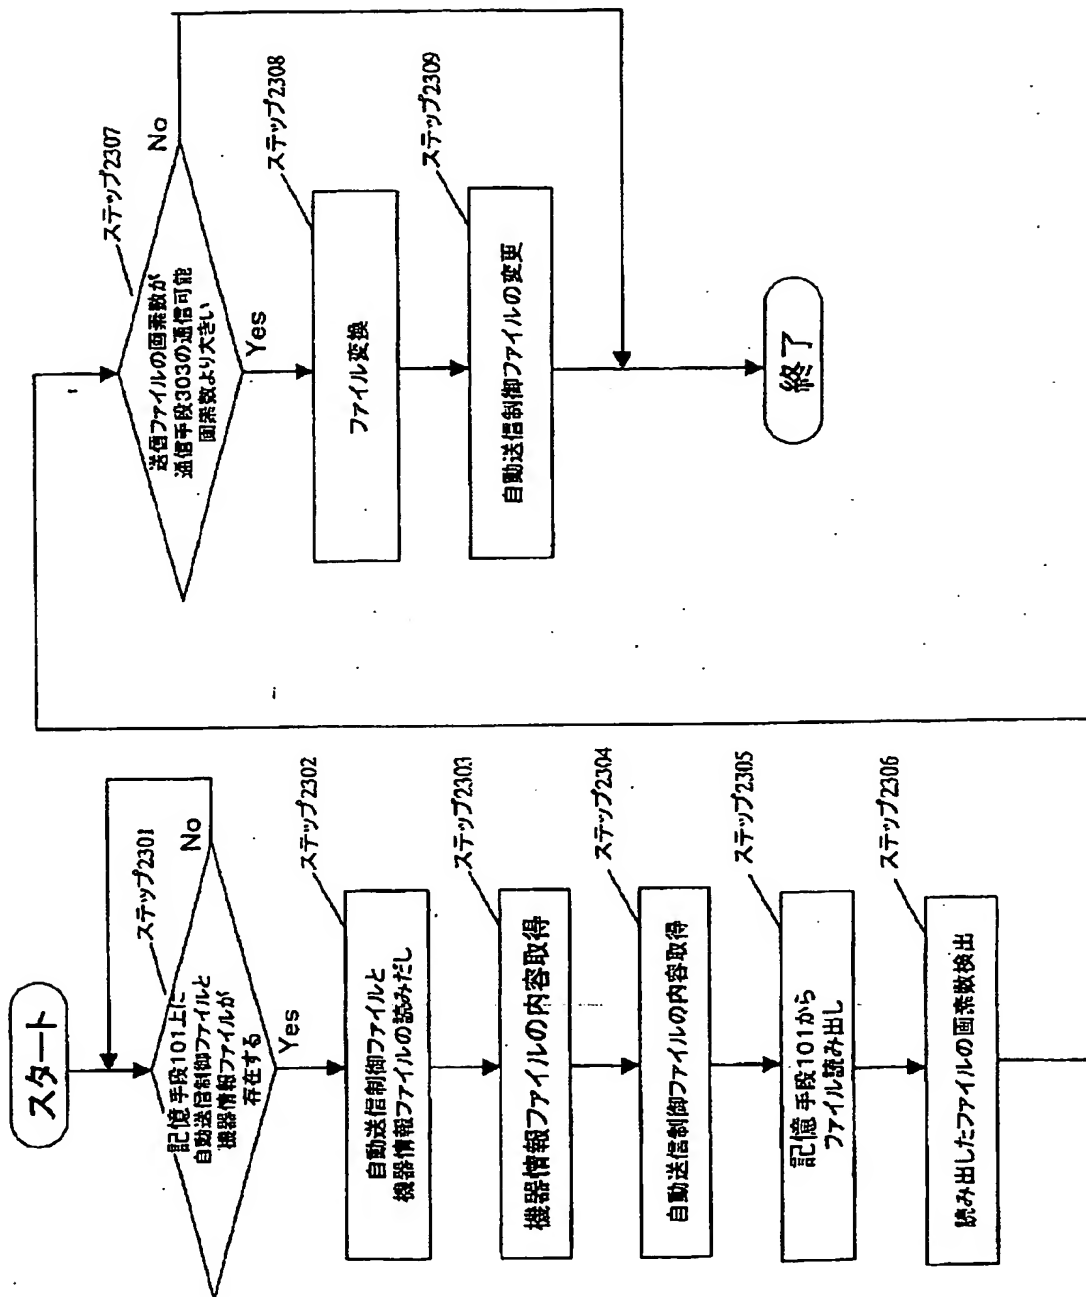 スタート
ステップ2301
記憶手段101上に
自動送信制御ファイルと
機器情報ファイルが
存在する
No
Yes
ステップ2302
自動送信制御ファイルと
機器情報ファイルの読みだし
ステップ2303
機器情報ファイルの内容取得
ステップ2304
自動送信制御ファイルの内容取得
ステップ2305
記憶手段101から
ファイル読み出し
ステップ2306
読み出したファイルの画素数検出
ステップ2307
送信ファイルの画素数が
通信手段303の通信可能
画素数より大きい
No
Yes
ステップ2308
ファイル変換
ステップ2309
自動送信制御ファイルの変更
終了